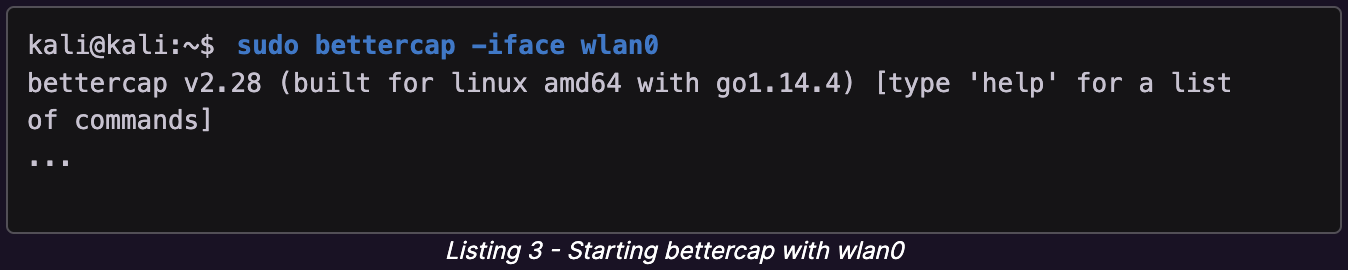 kali@kali:~$ sudo bettercap -iface wlan0
bettercap v2.28 (built for linux amd64 with go1.14.4) [type 'help' for a list
of commands]
...
Listing 3 - Starting bettercap with wlan0